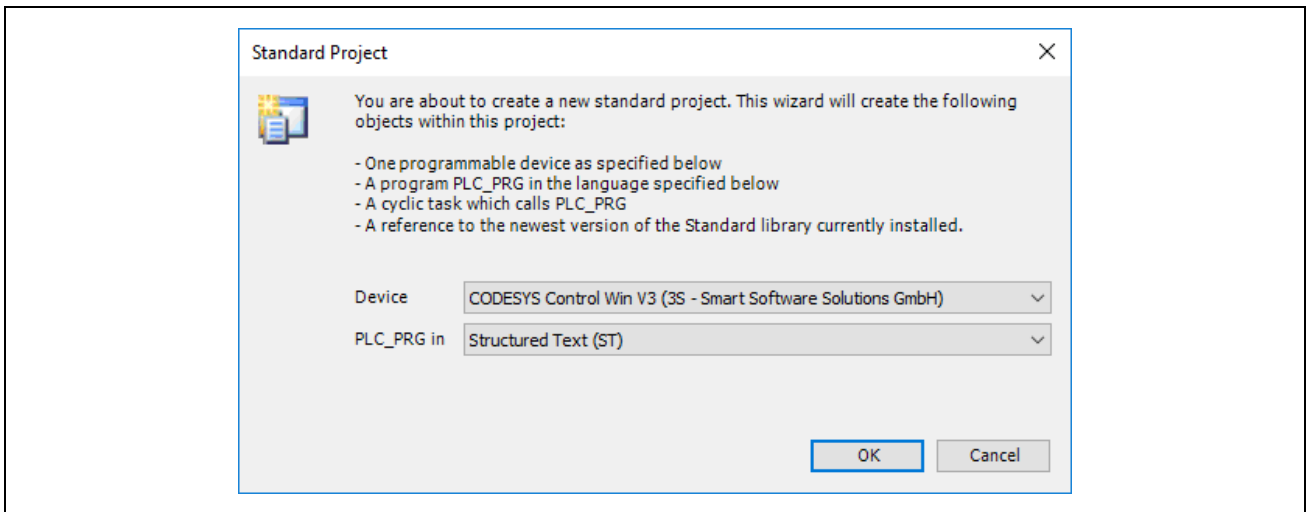 Standard Project
You are about to create a new standard project. This wizard will create the following
objects within this project:
- One programmable device as specified below
- A program PLC_PRG in the language specified below
- A cyclic task which calls PLC_PRG
- A reference to the newest version of the Standard library currently installed.
Device CODESYS Control Win V3 (3S - Smart Software Solutions GmbH)
PLC_PRG in Structured Text (ST)
OK Cancel